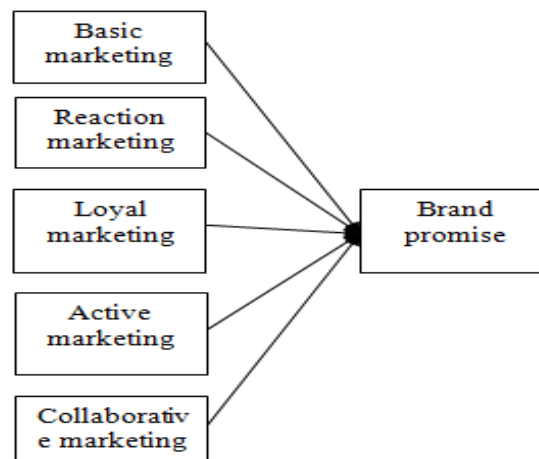 Basic
marketing
Reaction
marketing
Loyal
marketing
Brand
promise
Active
marketing
Collaborativ
e marketing